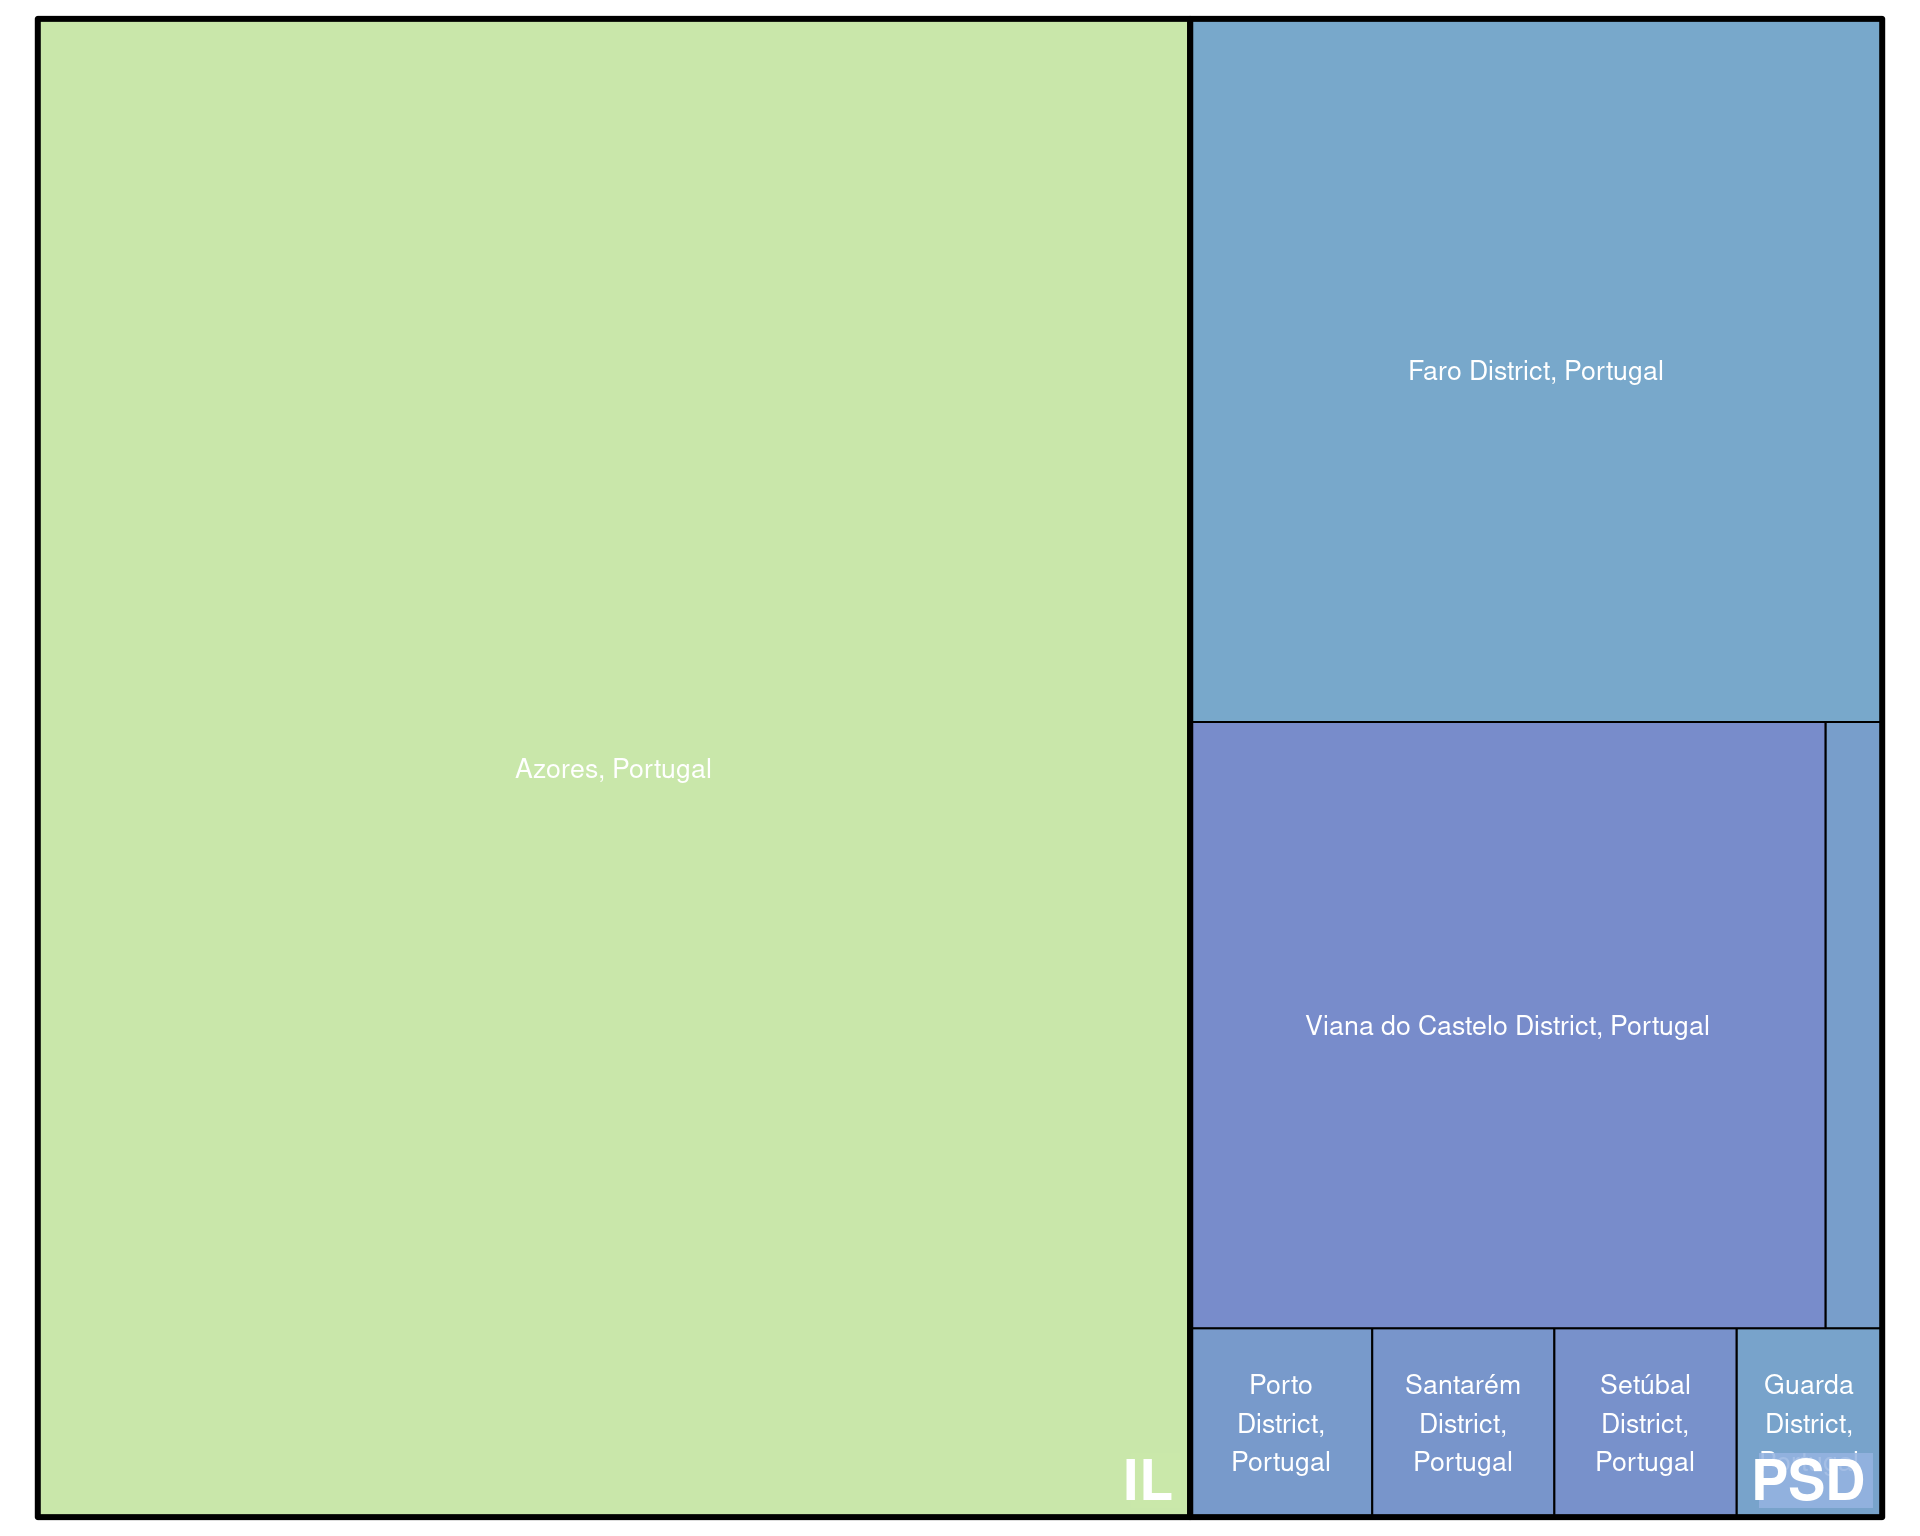 Azores, Portugal
IL
Faro District, Portugal
Viana do Castelo District, Portugal
Porto
District,
Portugal
Santarém
District,
Portugal
Setúbal
District,
Portugal
Guarda
District,
PSD